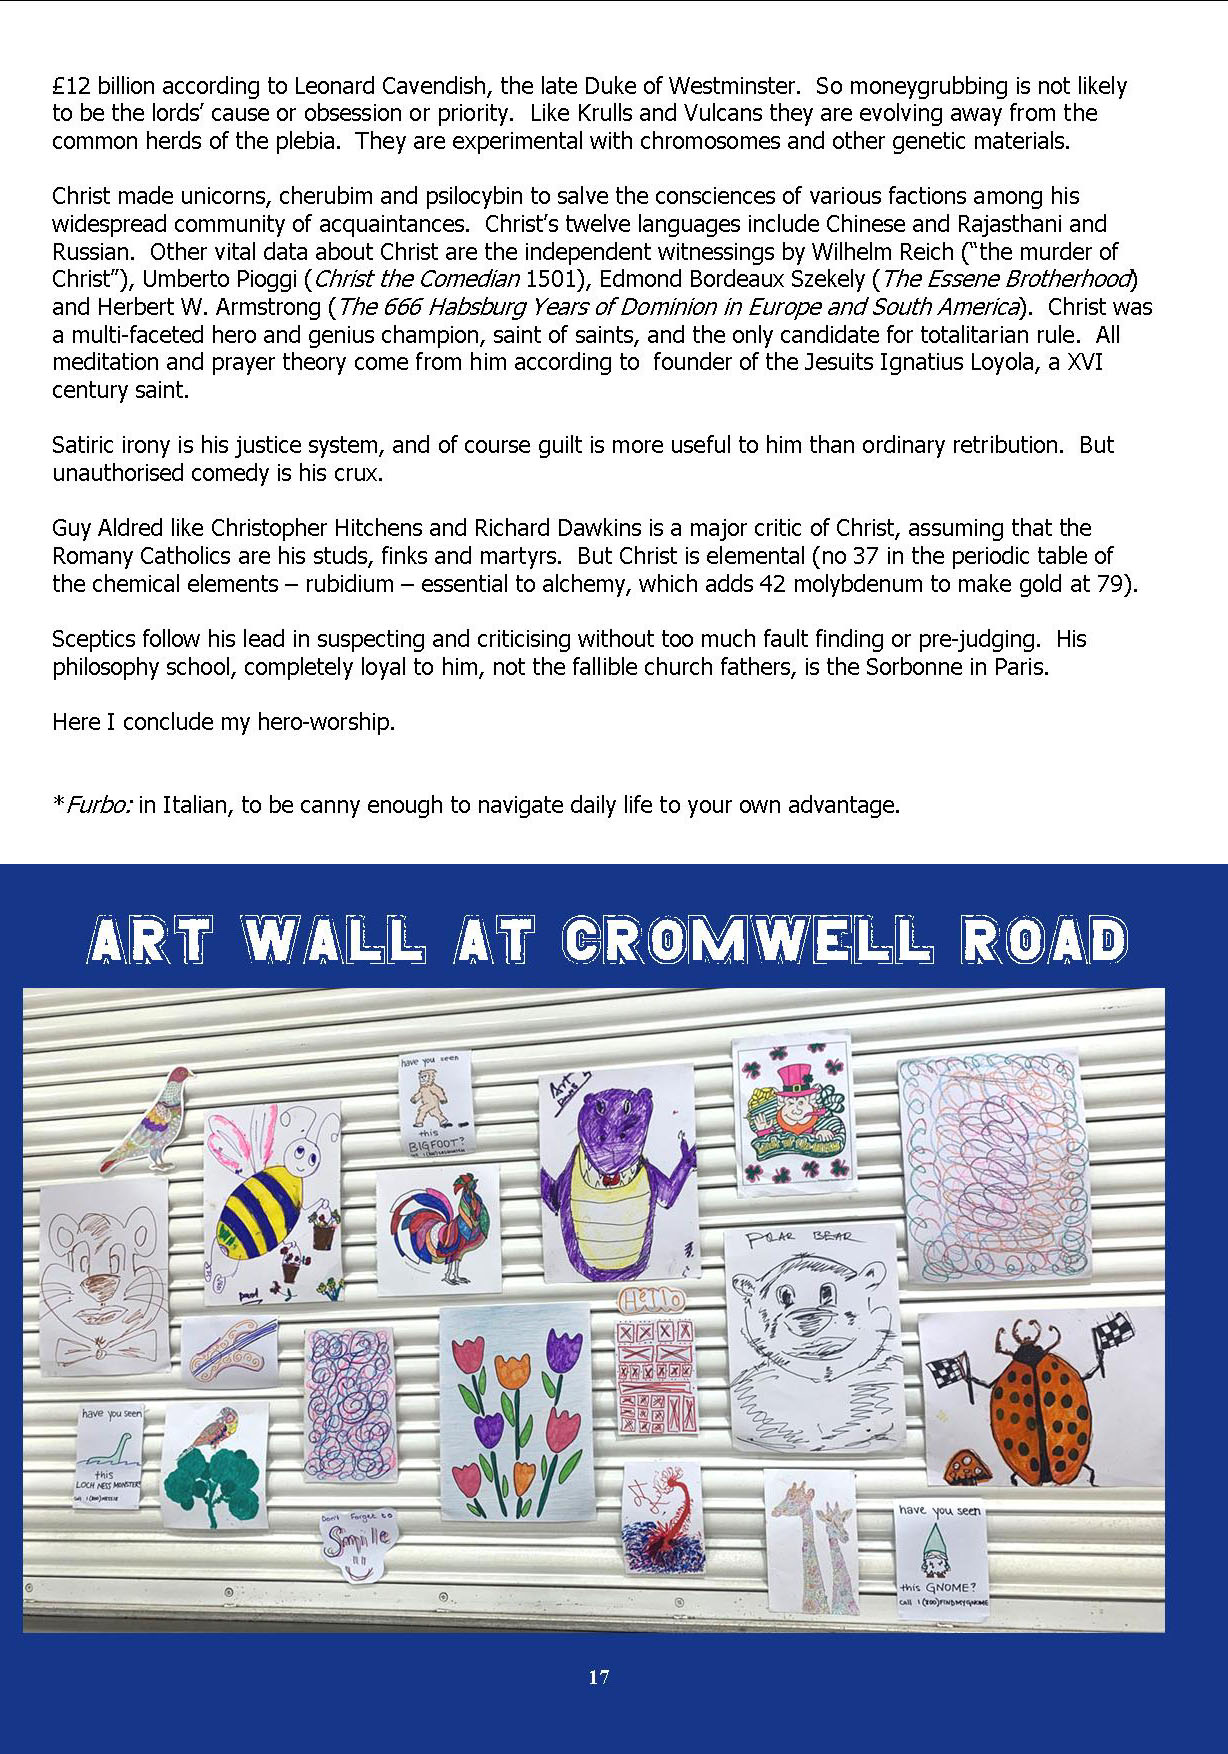 £12 billion according to Leonard Cavendish, the late Duke of Westminster.  So moneygrubbing is not likely
to be the lords’ cause or obsession or priority.  Like Krulls and Vulcans they are evolving away from the
common herds of the plebia.  They are experimental with chromosomes and other genetic materials.
Christ made unicorns, cherubim and psilocybin to salve the consciences of various factions among his
widespread community of acquaintances.  Christ’s twelve languages include Chinese and Rajasthani and
Russian.  Other vital data about Christ are the independent witnessings by Wilhelm Reich (“the murder of
Christ”), Umberto Pioggi (Christ the Comedian 1501), Edmond Bordeaux Szekely (The Essene Brotherhood)
and Herbert W. Armstrong (The 666 Habsburg Years of Dominion in Europe and South America).  Christ was
a multi-faceted hero and genius champion, saint of saints, and the only candidate for totalitarian rule.  All
meditation and prayer theory come from him according to  founder of the Jesuits Ignatius Loyola, a XVI
century saint.
Satiric irony is his justice system, and of course guilt is more useful to him than ordinary retribution.  But
unauthorised comedy is his crux.
Guy Aldred like Christopher Hitchens and Richard Dawkins is a major critic of Christ, assuming that the
Romany Catholics are his studs, finks and martyrs.  But Christ is elemental (no 37 in the periodic table of
the chemical elements – rubidium – essential to alchemy, which adds 42 molybdenum to make gold at 79).
Sceptics follow his lead in suspecting and criticising without too much fault finding or pre-judging.  His
philosophy school, completely loyal to him, not the fallible church fathers, is the Sorbonne in Paris.
Here I conclude my hero-worship.
*Furbo: in Italian, to be canny enough to navigate daily life to your own advantage.
ART WALL AT CROMWELL ROAD
have you seen
this
BIGFOOT?
Art
POLAR BEAR
HELLO
have you seen
this
LOCH NESS MONSTER
Don't Forget to
Smile
have you seen
this GNOME?
call 1 (800)FINDMYGNOME
17